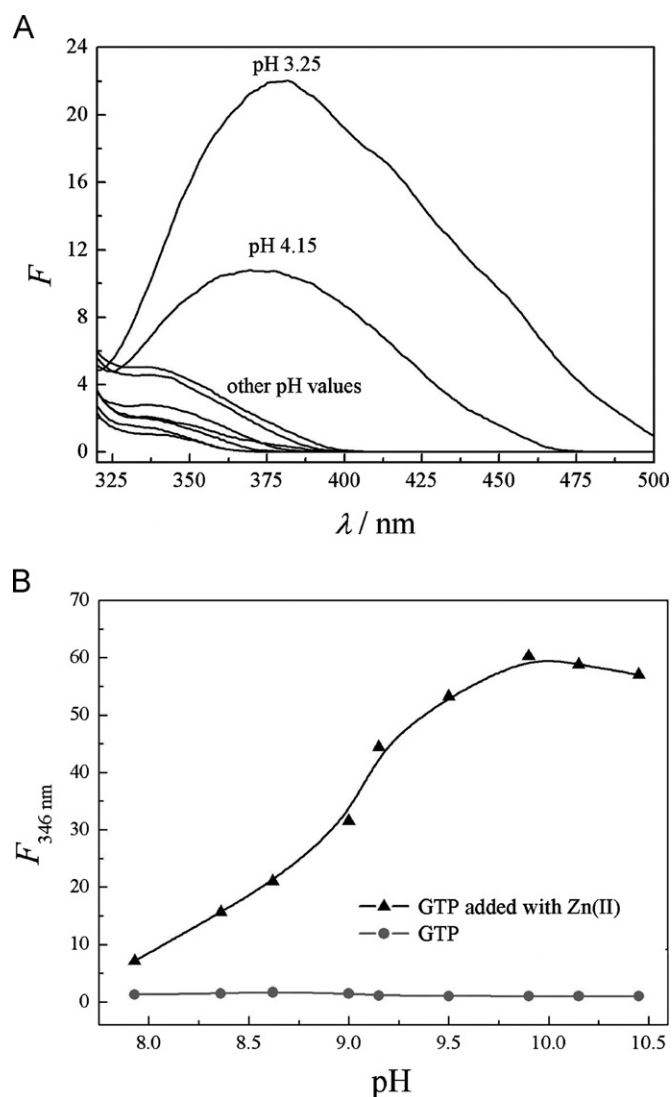 A
24
20
16
12
8
4
0
F
pH 3.25
pH 4.15
other pH values
325 350 375 400 425 450 475 500
λ / nm
B
70
60
50
40
30
20
10
0
F346 nm
GTP added with Zn(II)
GTP
8.0 8.5 9.0 9.5 10.0 10.5
pH